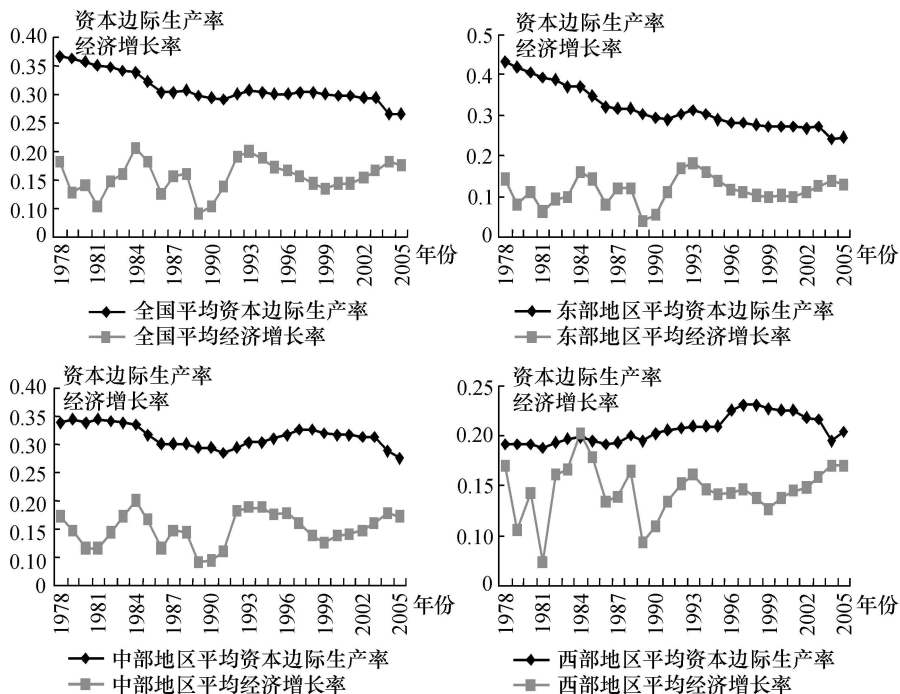 资本边际生产率
经济增长率
0.40
0.35
0.30
0.25
0.20
0.15
0.10
0
1978 1981 1984 1987 1990 1993 1996 1999 2002 2005 年份
全国平均资本边际生产率
全国平均经济增长率
资本边际生产率
经济增长率
0.5
0.4
0.3
0.2
0.1
0
1978 1981 1984 1987 1990 1993 1996 1999 2002 2005 年份
东部地区平均资本边际生产率
东部地区平均经济增长率
资本边际生产率
经济增长率
0.40
0.35
0.30
0.25
0.20
0.15
0.10
0
1978 1981 1984 1987 1990 1993 1996 1999 2002 2005 年份
中部地区平均资本边际生产率
中部地区平均经济增长率
资本边际生产率
经济增长率
0.25
0.20
0.15
0.10
0
1978 1981 1984 1987 1990 1993 1996 1999 2002 2005 年份
西部地区平均资本边际生产率
西部地区平均经济增长率